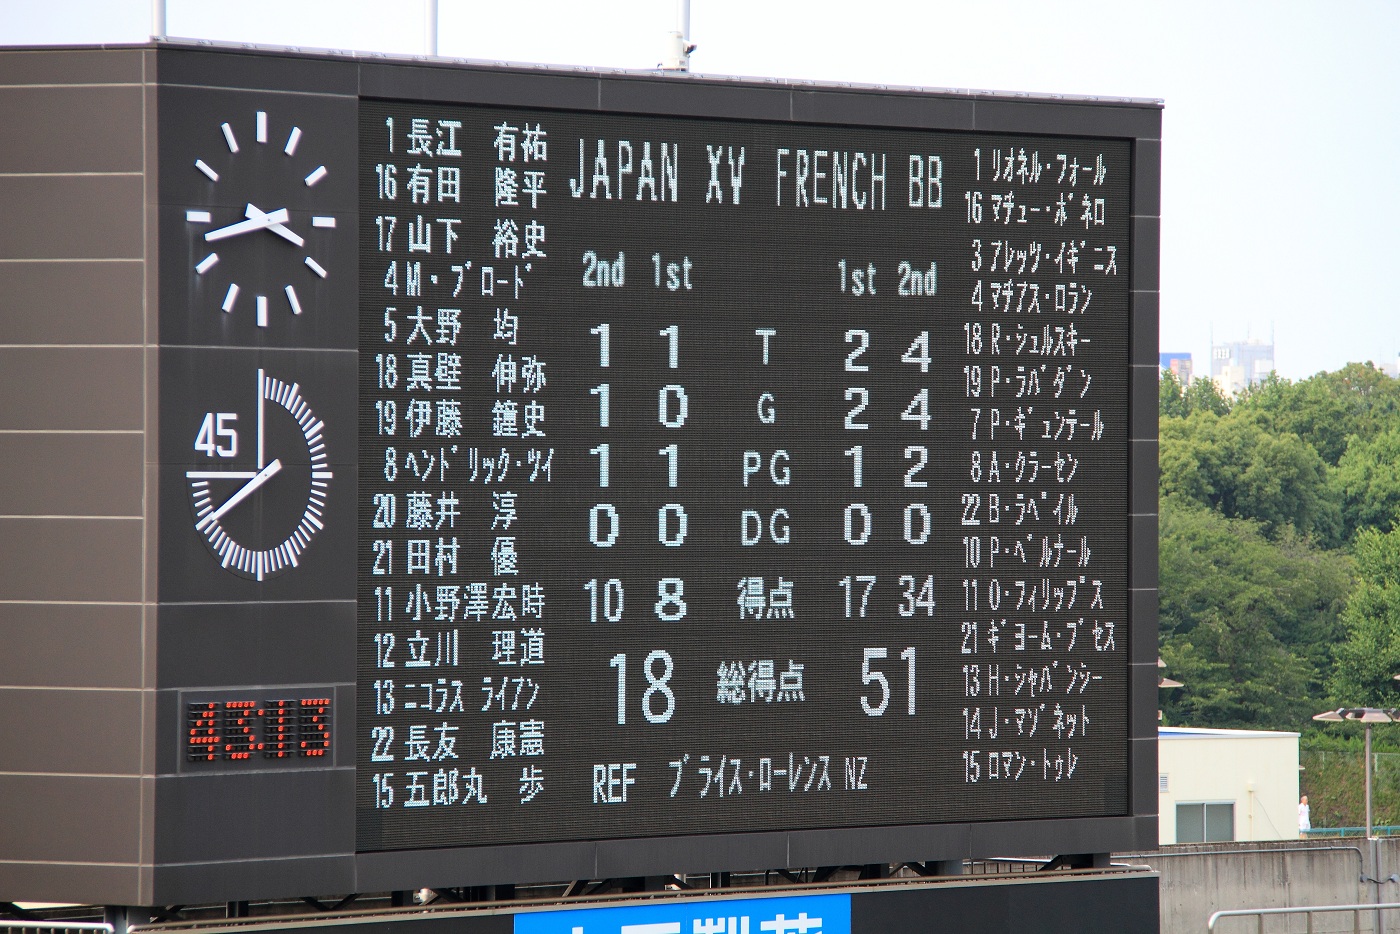 45
43:13
1 長江 有祐
16 有田 隆平
17 山下 裕史
4 M・ブロード
5 大野 均
18 真壁 伸弥
19 伊藤 鐘史
8 ヘンドリック・ツイ
20 藤井 淳
21 田村 優
11 小野澤宏時
12 立川 理道
13 ニコラス ライアン
22 長友 康憲
15 五郎丸 歩
JAPAN XV FRENCH BB
2nd 1st 1st 2nd
1 1 T 2 4
1 0 G 2 4
1 1 PG 1 2
0 0 DG 0 0
10 8 得点 17 34
18 総得点 51
REF ブライス・ローレンス NZ
1 リオネル・フォール
16 マチュー・ボネロ
3 アレッツ・イギニス
4 マチアス・ロラン
18 R・シュルスキー
19 P・ラバダン
7 P・ギュンテール
8 A・クラーセン
22 B・ラペイル
10 P・ベルナール
11 O・フィリップス
21 ギヨーム・ブセス
13 H・シャバンシー
14 J・マゾネット
15 ロマン・トゥレ